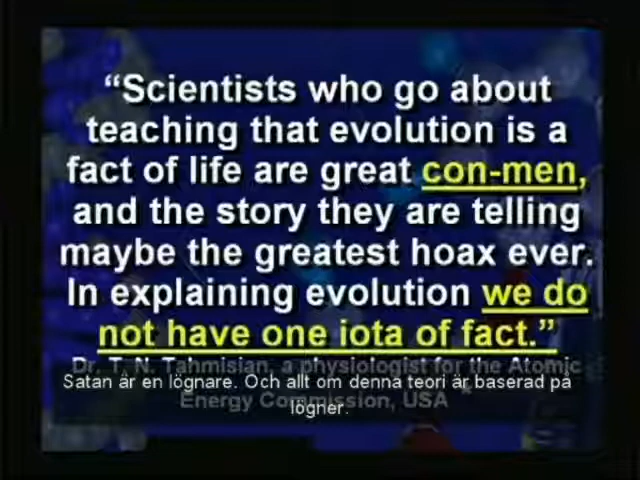 “Scientists who go about
teaching that evolution is a
fact of life are great con-men,
and the story they are telling
maybe the greatest hoax ever.
In explaining evolution we do
not have one iota of fact.”
Dr. T. N. Tahmisian, a physiologist for the Atomic
Satan är en lögnare. Och allt om denna teori är baserad på
Energy Commission, USA
lögner.